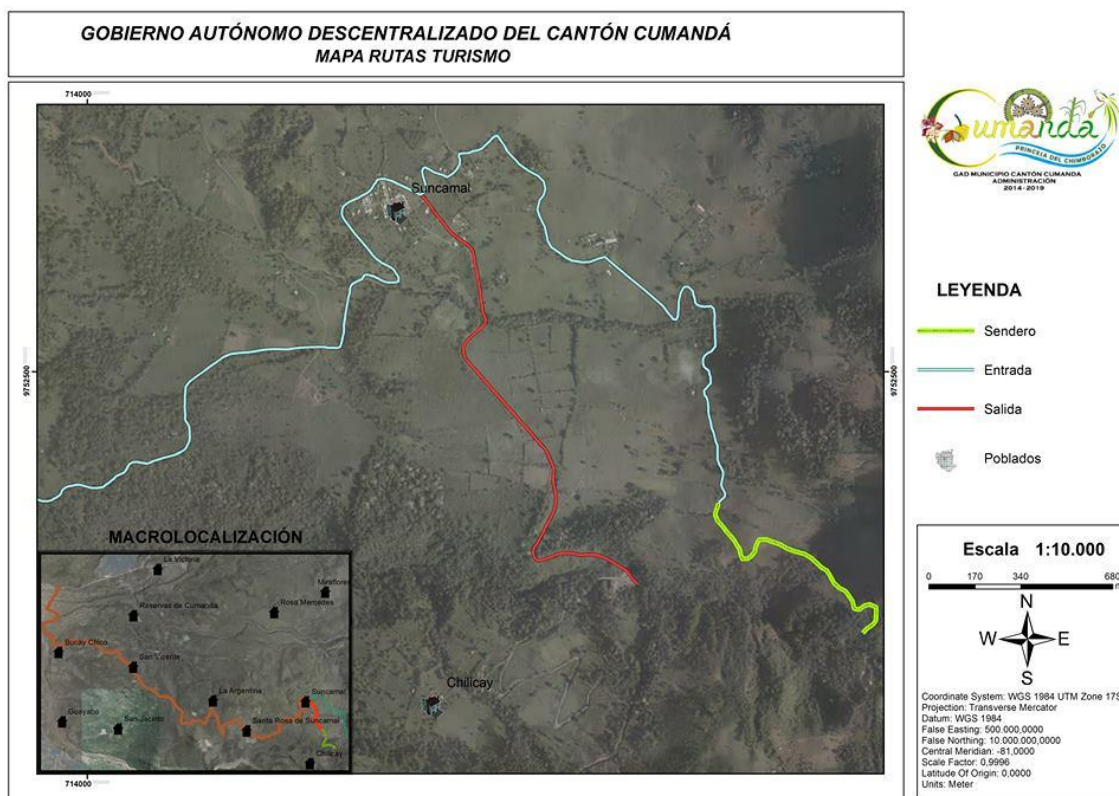 GOBIERNO AUTÓNOMO DESCENTRALIZADO DEL CANTÓN CUMANDÁ
MAPA RUTAS TURISMO
714000
Cumanda
PRINCESA DEL CHIMBORAZO
GAD MUNICIPIO CANTÓN CUMANDA
ADMINISTRACIÓN
2014 - 2019
Suncamal
9752500
9752500
LEYENDA
Sendero
Entrada
Salida
Poblados
MACROLOCALIZACIÓN
La Victoria
Miraflores
Reservas de Cumanda
Rosa Mercedes
Bucay Chico
San Vicente
La Argentina
Suncamal
Guayabo
San Jacinto
Santa Rosa de Suncamal
Chilicay
Chilicay
714000
Escala 1:10.000
0 170 340 680
N
W E
S
Coordinate System: WGS 1984 UTM Zone 17S
Projection: Transverse Mercator
Datum: WGS 1984
False Easting: 500.000,0000
False Northing: 10.000.000,0000
Central Meridian: -81,0000
Scale Factor: 0,9996
Latitude Of Origin: 0,0000
Units: Meter